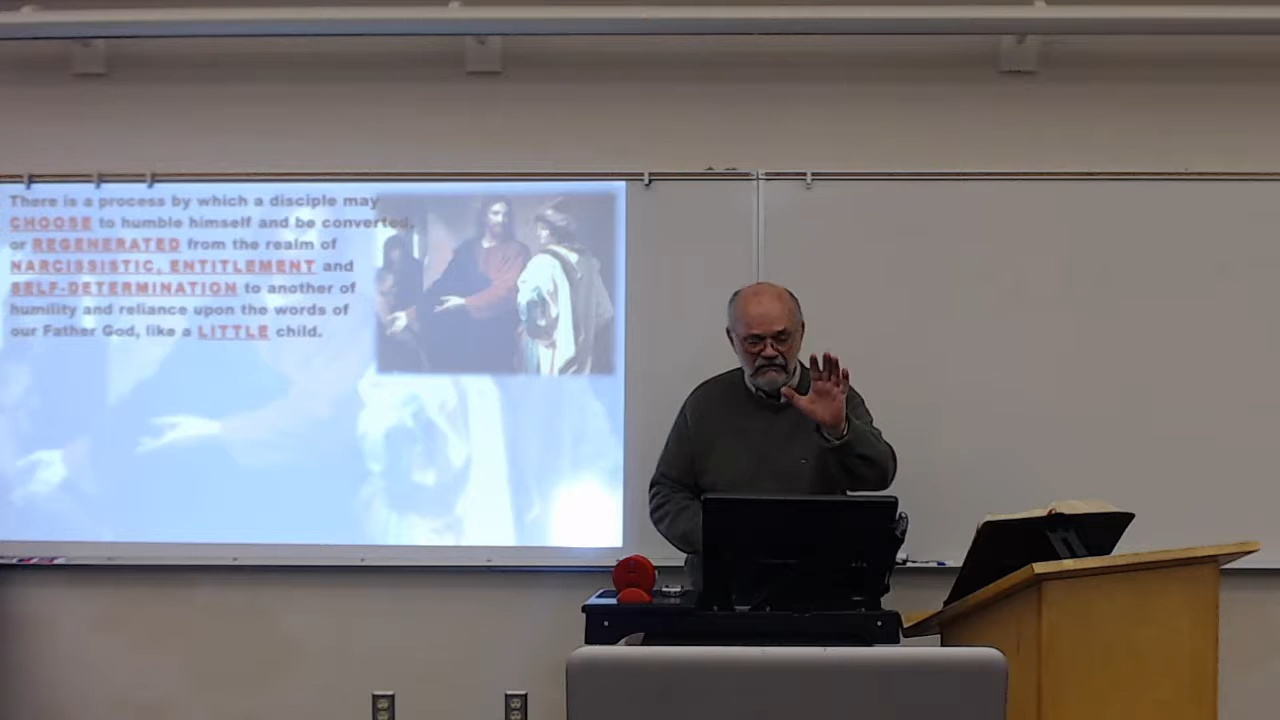 There is a process by which a disciple may
CHOOSE to humble himself and be converted,
or REGENERATED from the realm of
NARCISSISTIC, ENTITLEMENT and
SELF-DETERMINATION to another of
humility and reliance upon the words of
our Father God, like a LITTLE child.